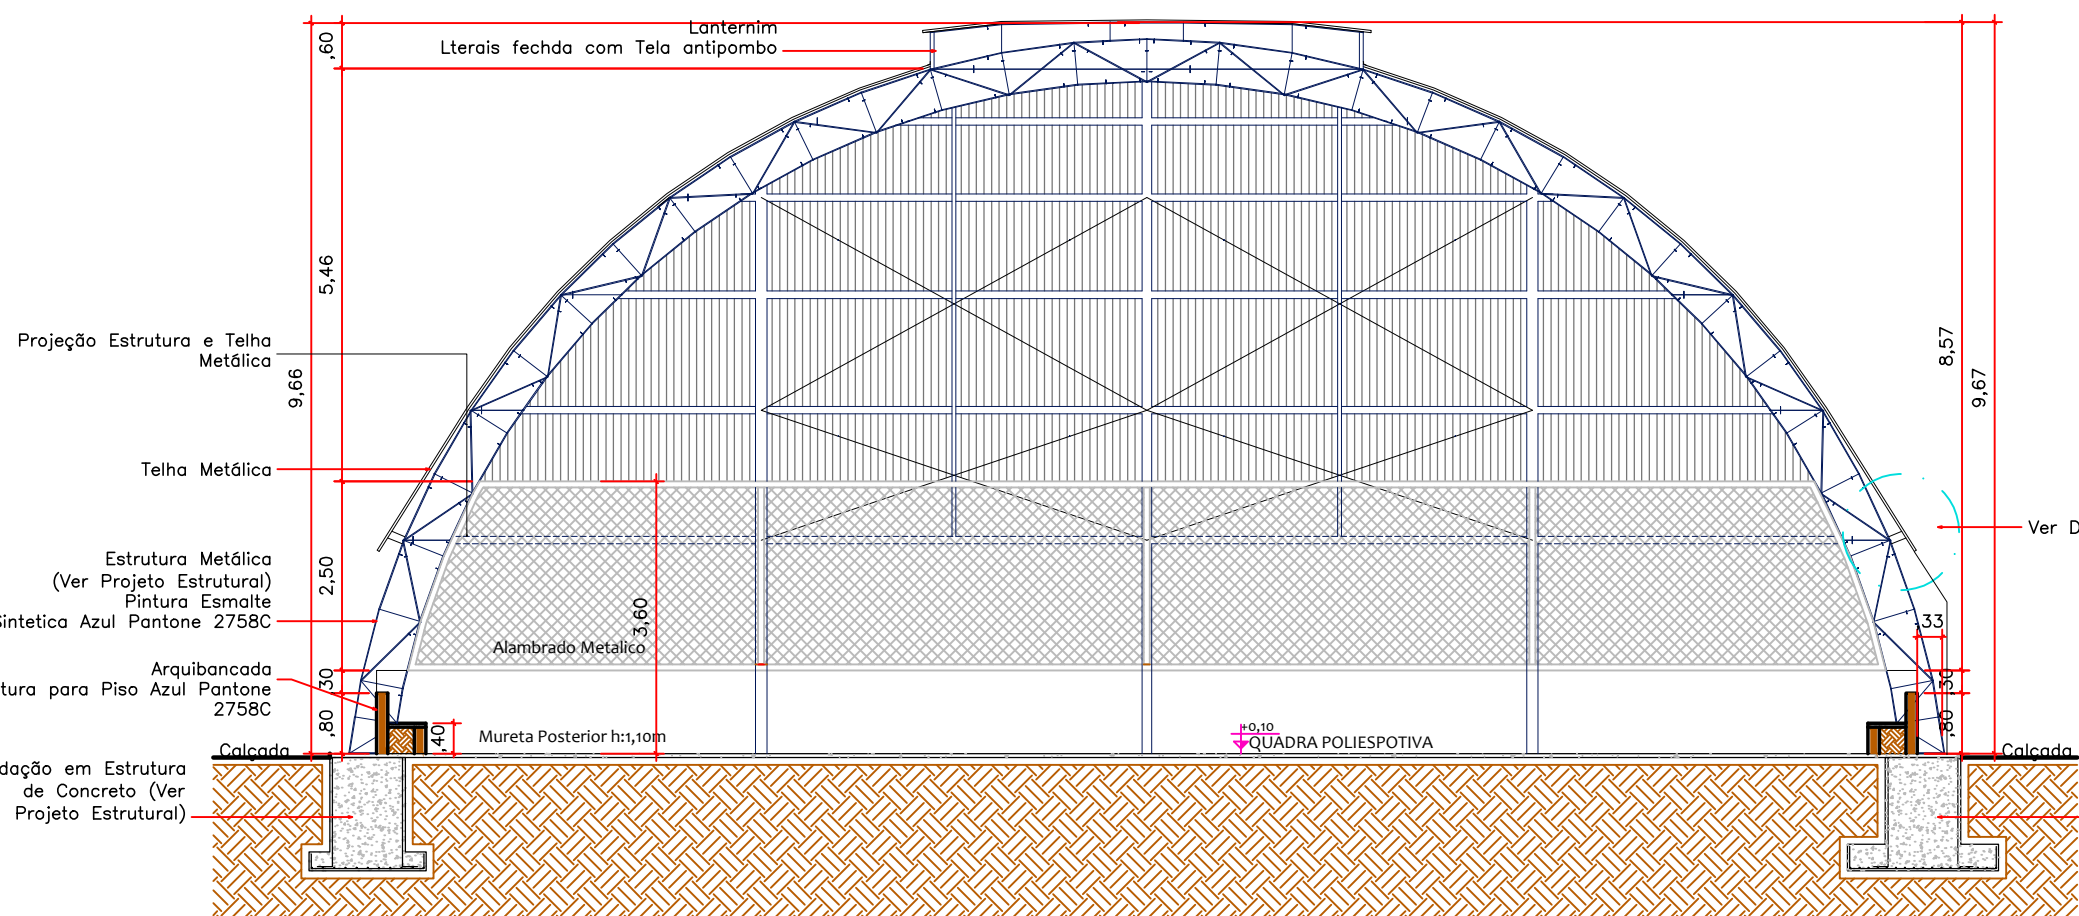 Lanternim
Lterais fechda com Tela antipombo
,60
5,46
9,66
8,57
9,67
Projeção Estrutura e Telha
Metálica
Telha Metálica
Ver D
Estrutura Metálica
(Ver Projeto Estrutural)
Pintura Esmalte
Sintetica Azul Pantone 2758C
2,50
3,60
,33
Alambrado Metalico
Arquibancada
tura para Piso Azul Pantone
2758C
,30
,30
,80
,80
,40
Mureta Posterior h:1,10m
+0,10
QUADRA POLIESPOTIVA
Calçada
Calçada
dação em Estrutura
de Concreto (Ver
Projeto Estrutural)